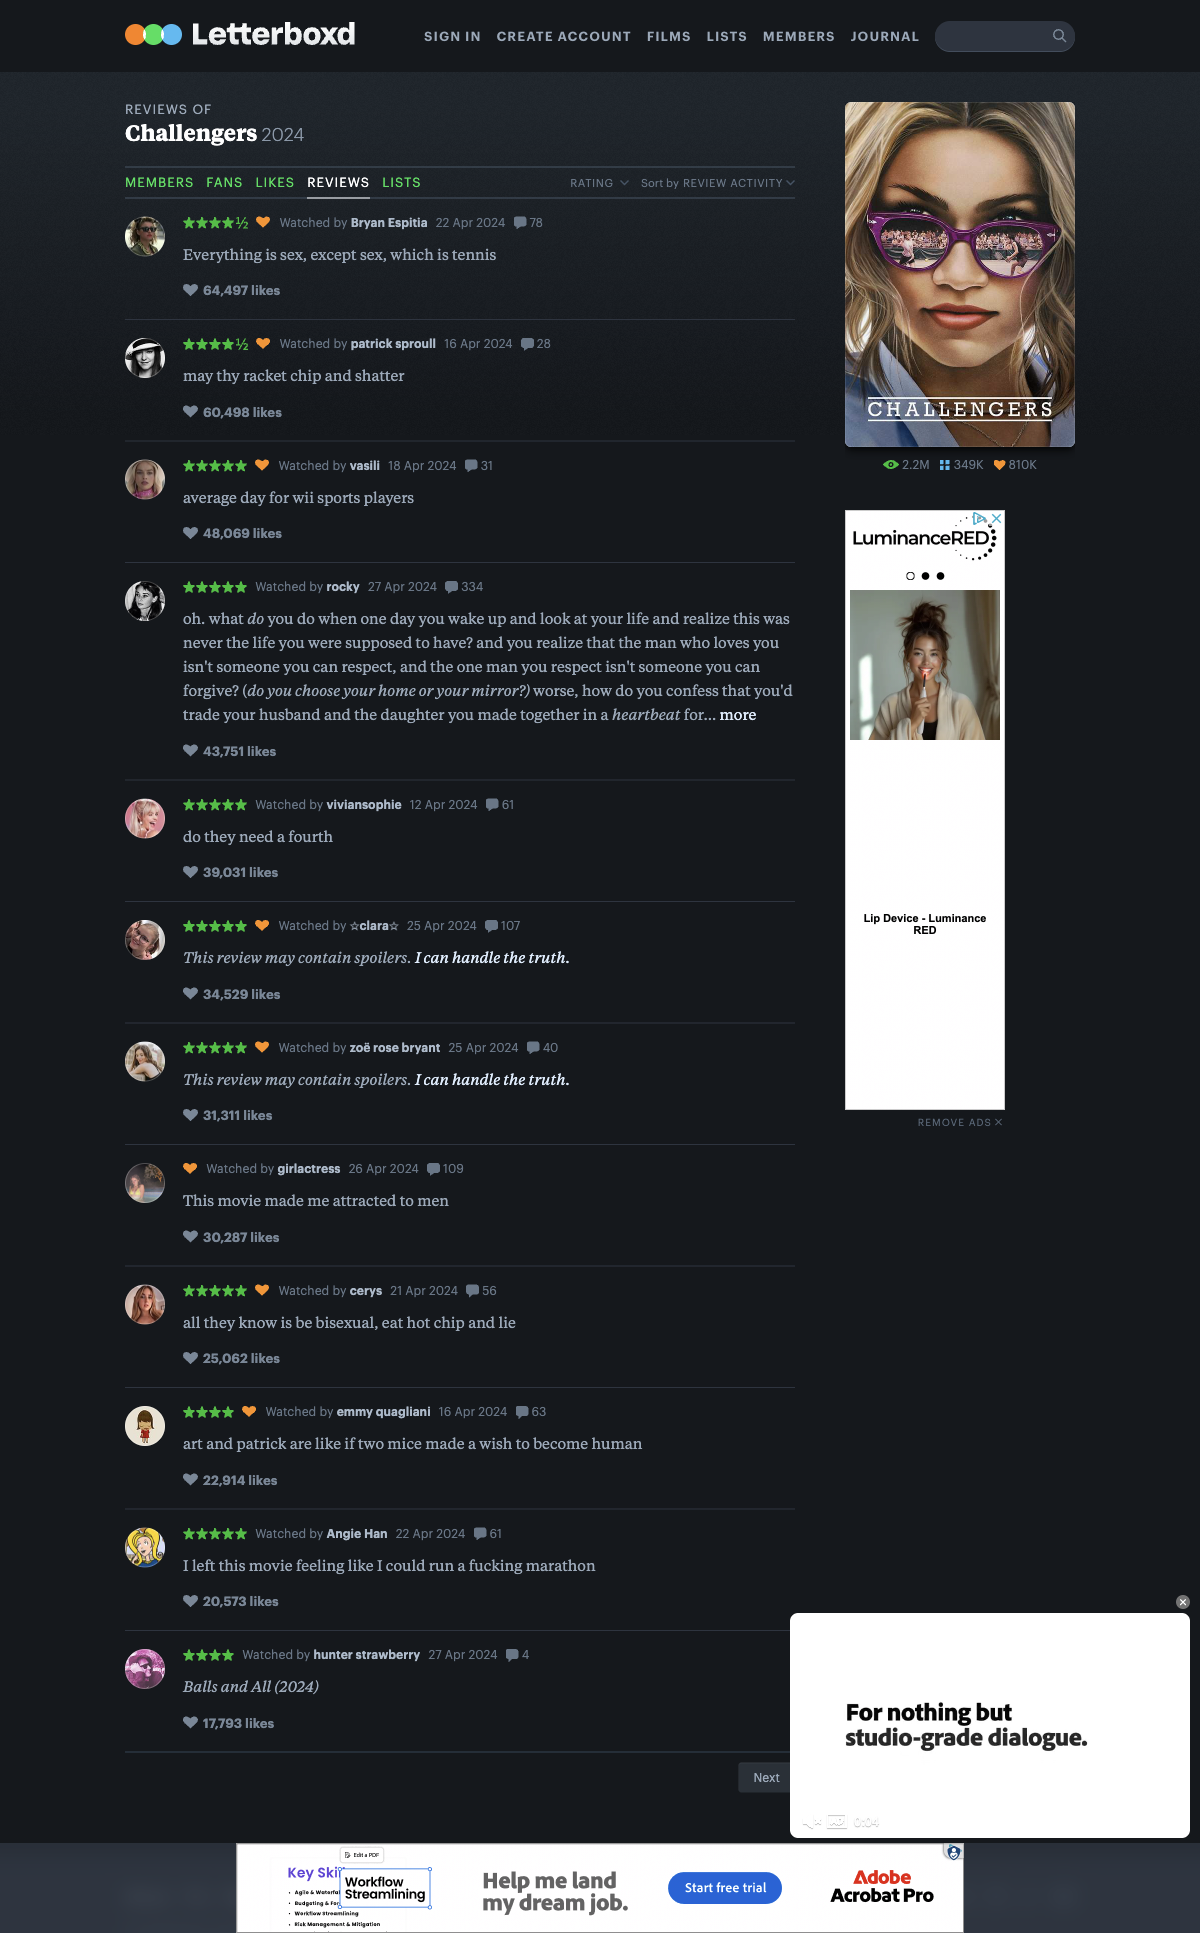 Letterboxd
SIGN IN CREATE ACCOUNT FILMS LISTS MEMBERS JOURNAL
REVIEWS OF
Challengers 2024
MEMBERS FANS LIKES REVIEWS LISTS
RATING Sort by REVIEW ACTIVITY
★★★★½ Watched by Bryan Espitia 22 Apr 2024 78
Everything is sex, except sex, which is tennis
64,497 likes
★★★★½ Watched by patrick sproull 16 Apr 2024 28
may thy racket chip and shatter
60,498 likes
★★★★★ Watched by vasili 18 Apr 2024 31
average day for wii sports players
48,069 likes
★★★★★ Watched by rocky 27 Apr 2024 334
oh. what do you do when one day you wake up and look at your life and realize this was
never the life you were supposed to have? and you realize that the man who loves you
isn't someone you can respect, and the one man you respect isn't someone you can
forgive? (do you choose your home or your mirror?) worse, how do you confess that you'd
trade your husband and the daughter you made together in a heartbeat for... more
43,751 likes
★★★★★ Watched by viviansophie 12 Apr 2024 61
do they need a fourth
39,031 likes
★★★★★ Watched by ☆clara☆ 25 Apr 2024 107
This review may contain spoilers. I can handle the truth.
34,529 likes
★★★★★ Watched by zoë rose bryant 25 Apr 2024 40
This review may contain spoilers. I can handle the truth.
31,311 likes
Watched by girlactress 26 Apr 2024 109
This movie made me attracted to men
30,287 likes
★★★★★ Watched by cerys 21 Apr 2024 56
all they know is be bisexual, eat hot chip and lie
25,062 likes
★★★★ Watched by emmy quagliani 16 Apr 2024 63
art and patrick are like if two mice made a wish to become human
22,914 likes
★★★★★ Watched by Angie Han 22 Apr 2024 61
I left this movie feeling like I could run a fucking marathon
20,573 likes
★★★★ Watched by hunter strawberry 27 Apr 2024 4
Balls and All (2024)
17,793 likes
Next
CHALLENGERS
2.2M 349K 810K
LuminanceRED
Lip Device - Luminance
RED
REMOVE ADS
For nothing but
studio-grade dialogue.
AD 0:04
Edit a PDF
Key Ski
Workflow
Streamlining
Agile & Waterfa
Budgeting & Fo
Workflow Streamlining
Risk Management & Mitigation
Help me land
my dream job.
Start free trial
Adobe
Acrobat Pro